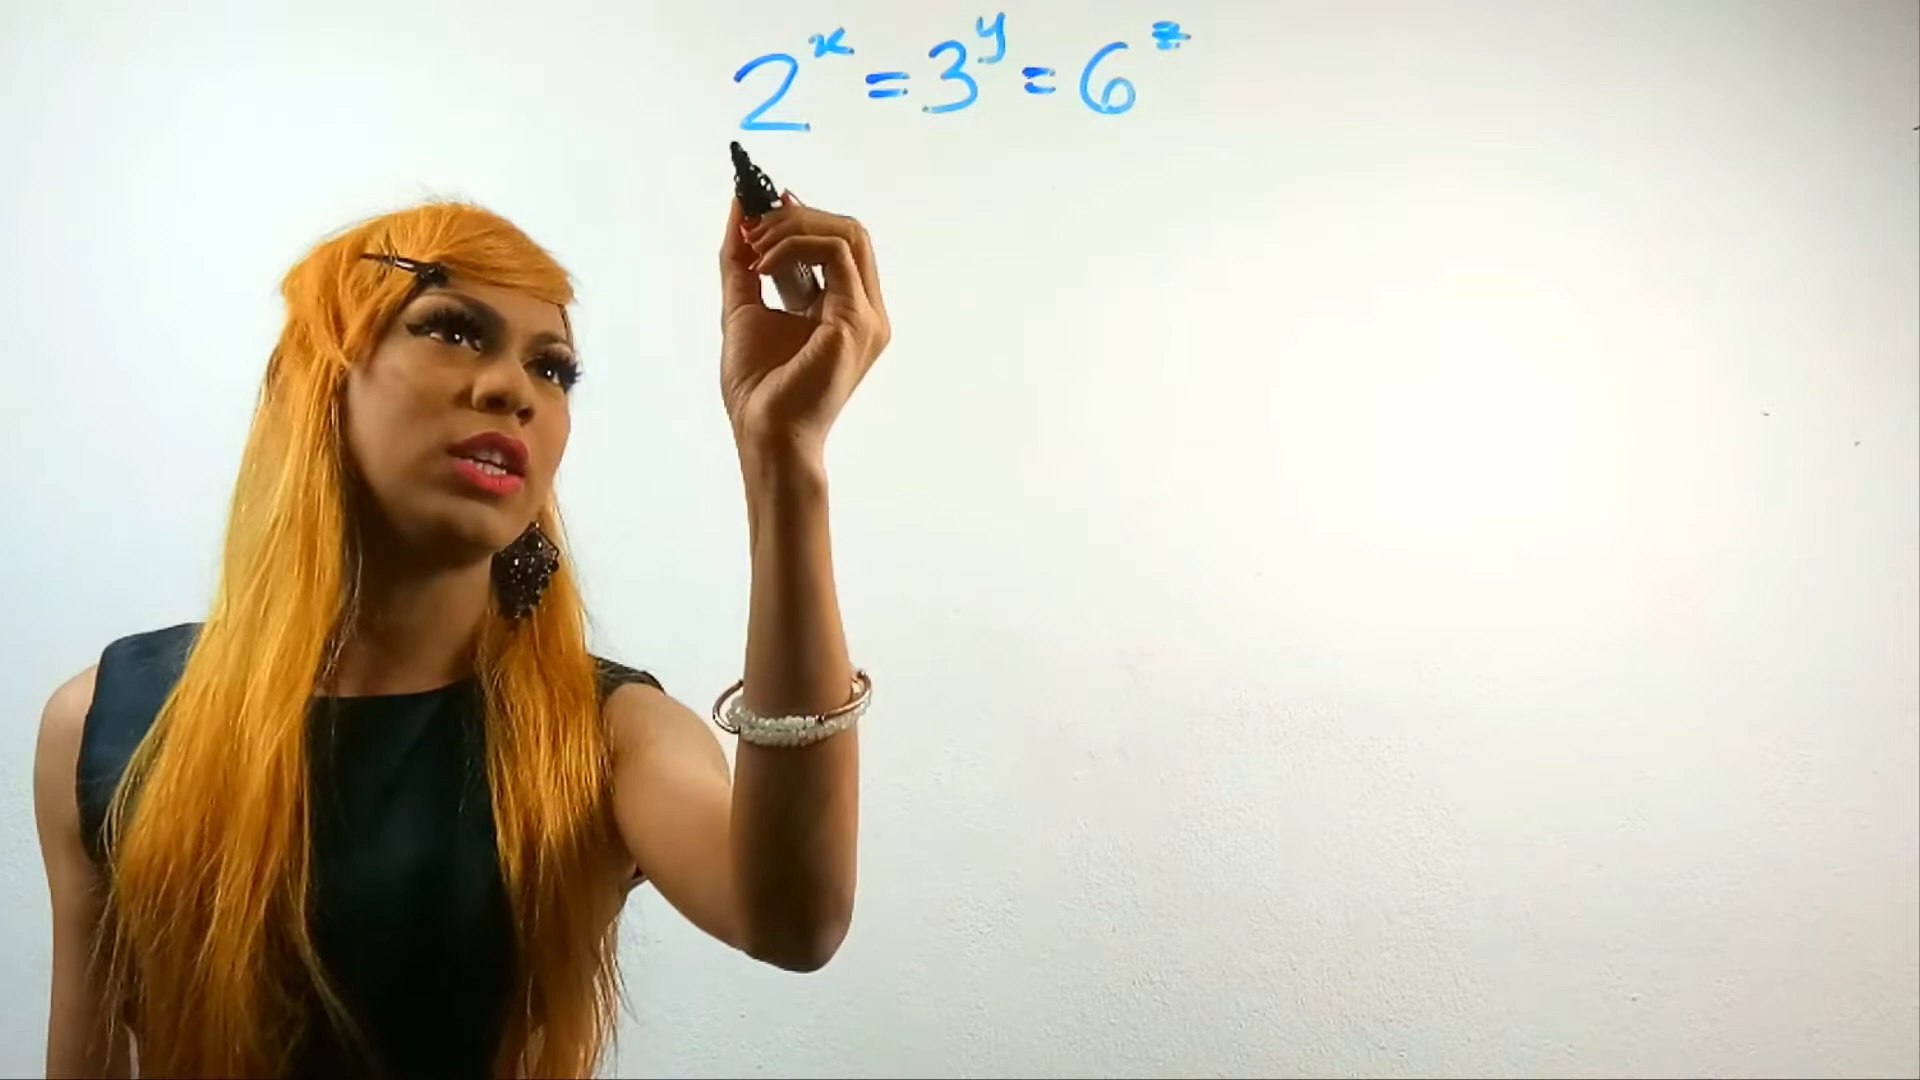 2^x = 3^y = 6^z